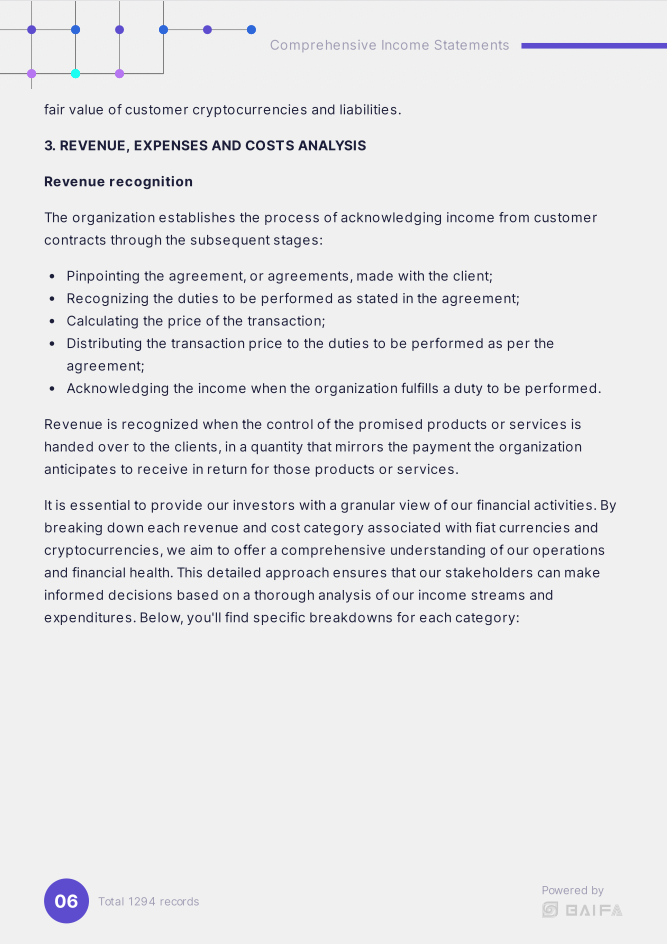 Comprehensive Income Statements
fair value of customer cryptocurrencies and liabilities.
3. REVENUE, EXPENSES AND COSTS ANALYSIS
Revenue recognition
The organization establishes the process of acknowledging income from customer
contracts through the subsequent stages:
• Pinpointing the agreement, or agreements, made with the client;
• Recognizing the duties to be performed as stated in the agreement;
• Calculating the price of the transaction;
• Distributing the transaction price to the duties to be performed as per the
agreement;
• Acknowledging the income when the organization fulfills a duty to be performed.
Revenue is recognized when the control of the promised products or services is
handed over to the clients, in a quantity that mirrors the payment the organization
anticipates to receive in return for those products or services.
It is essential to provide our investors with a granular view of our financial activities. By
breaking down each revenue and cost category associated with fiat currencies and
cryptocurrencies, we aim to offer a comprehensive understanding of our operations
and financial health. This detailed approach ensures that our stakeholders can make
informed decisions based on a thorough analysis of our income streams and
expenditures. Below, you'll find specific breakdowns for each category:
06
Total 1294 records
Powered by
GAIFA